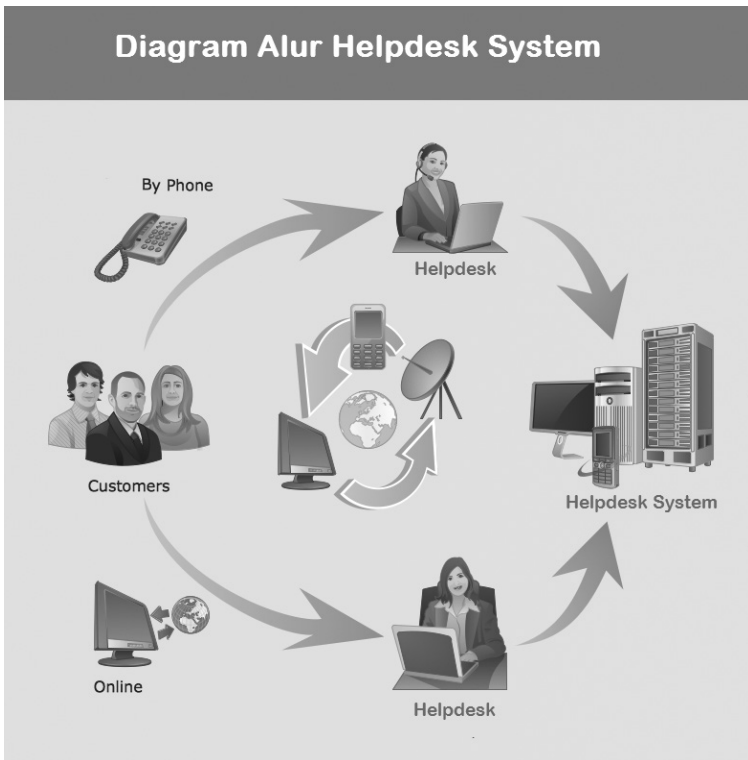 Diagram Alur Helpdesk System
By Phone
Helpdesk
Customers
Helpdesk System
Online
Helpdesk